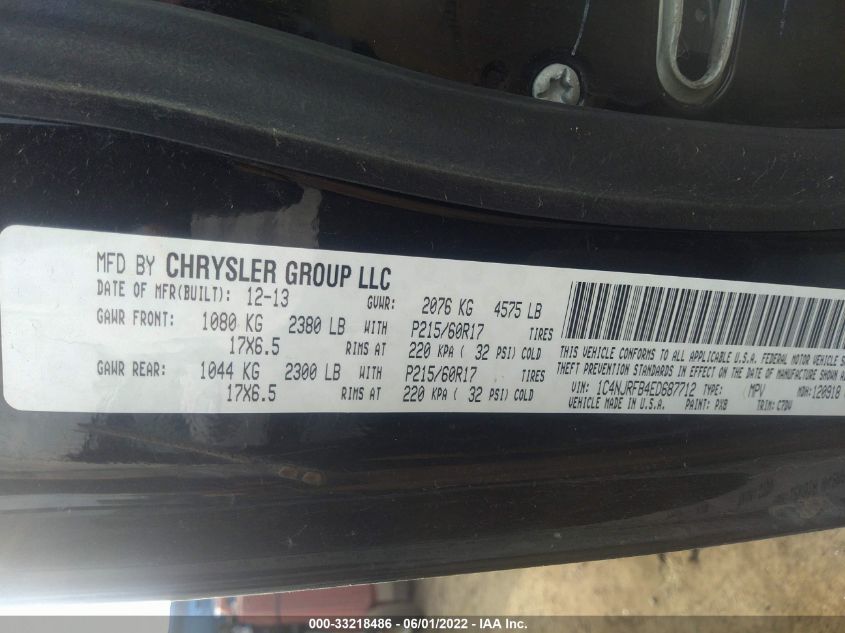 MFD BY CHRYSLER GROUP LLC
DATE OF MFR(BUILT): 12-13 GVWR: 2076 KG 4575 LB
GAWR FRONT: 1080 KG 2380 LB WITH P215/60R17 TIRES
17X6.5 RIMS AT 220 KPA ( 32 PSI) COLD
GAWR REAR: 1044 KG 2300 LB WITH P215/60R17 TIRES
17X6.5 RIMS AT 220 KPA ( 32 PSI) COLD
THIS VEHICLE CONFORMS TO ALL APPLICABLE U.S.A. FEDERAL MOTOR VEHICLE
THEFT PREVENTION STANDARDS IN EFFECT ON THE DATE OF MANUFACTURE SHOWN
VIN: 1C4NJRFB4ED687712 TYPE: MPV MDH: 120918
VEHICLE MADE IN U.S.A. PAINT: PXB TRIM: C7DV
000-33218486 - 06/01/2022 - IAA Inc.